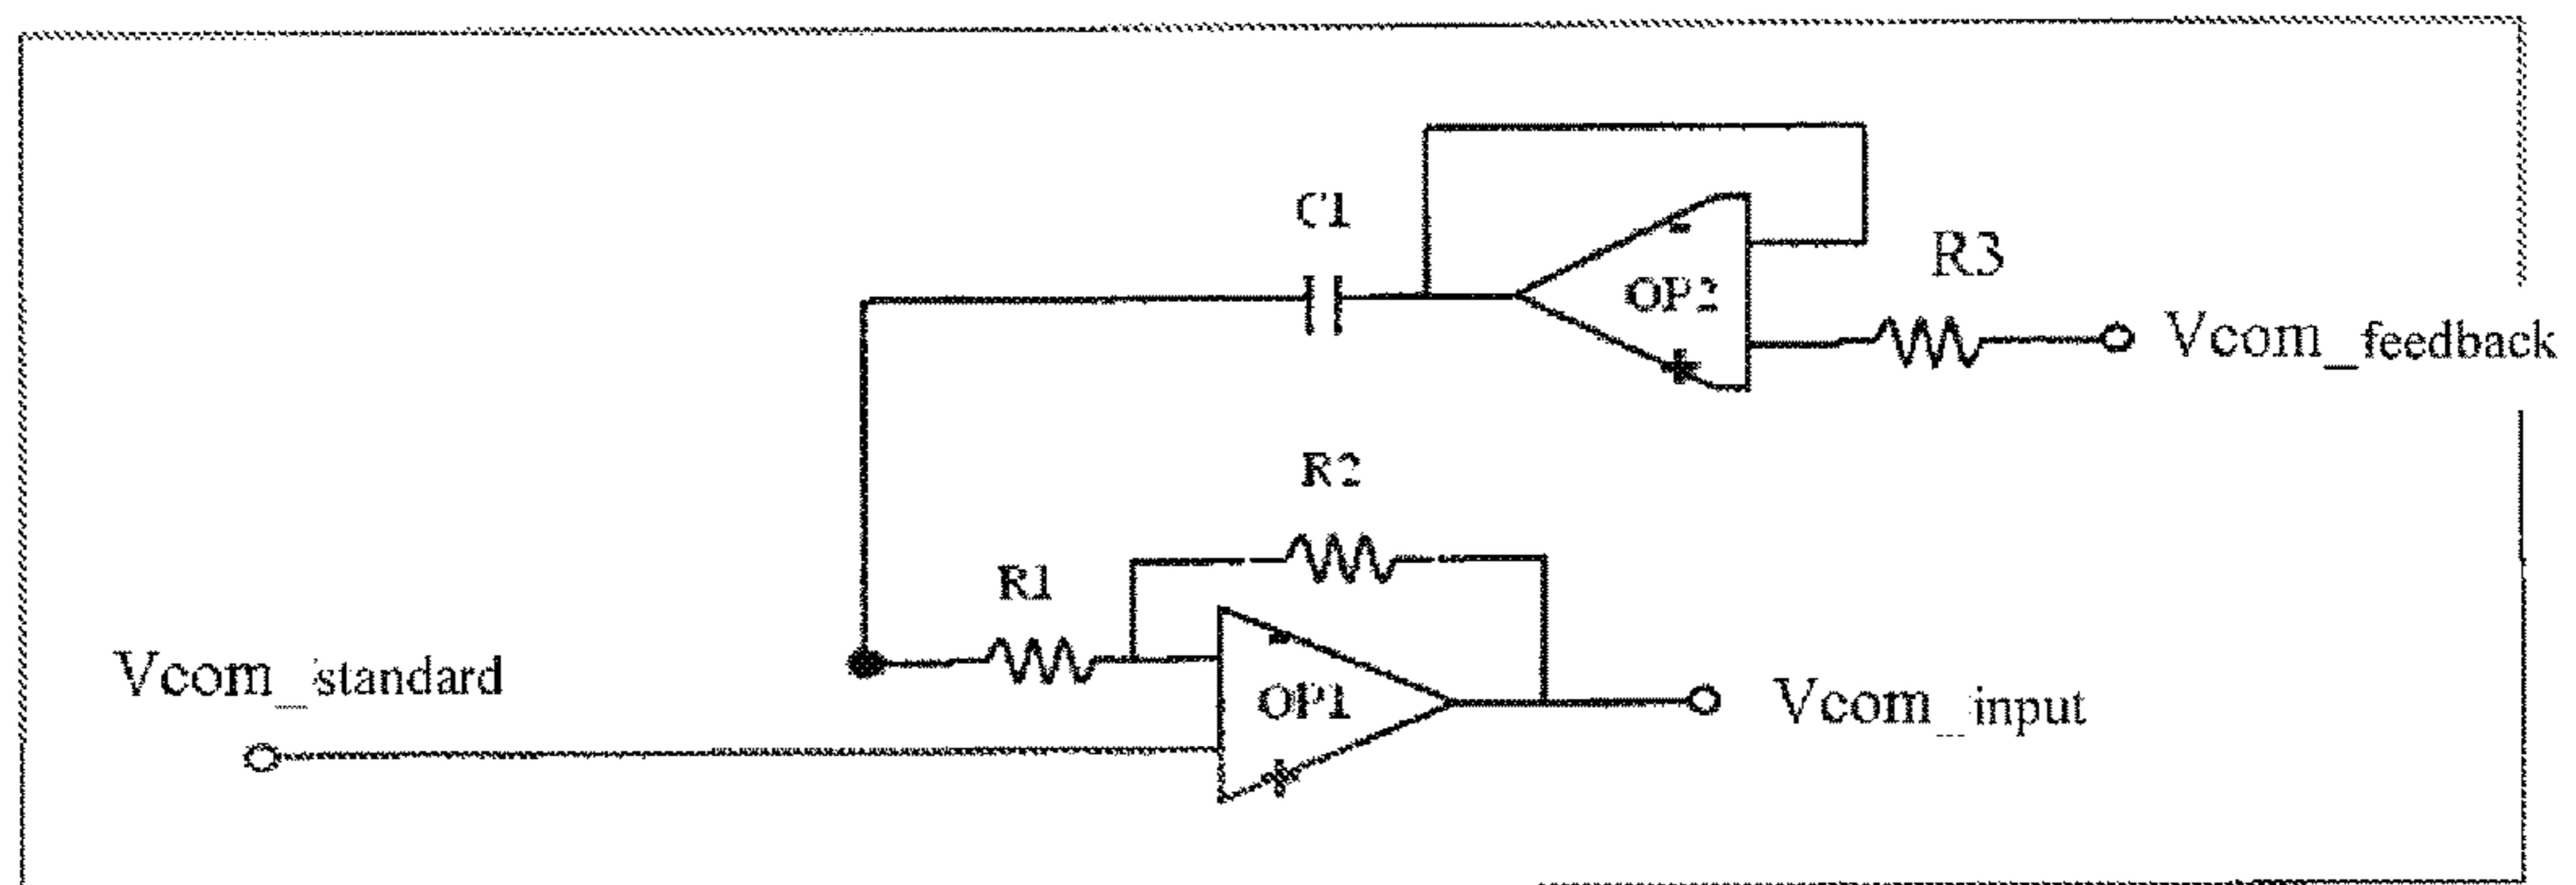 C1
-
OP2
+
R3
Vcom_feedback
R2
R1
-
OP1
+
Vcom_standard
Vcom_input